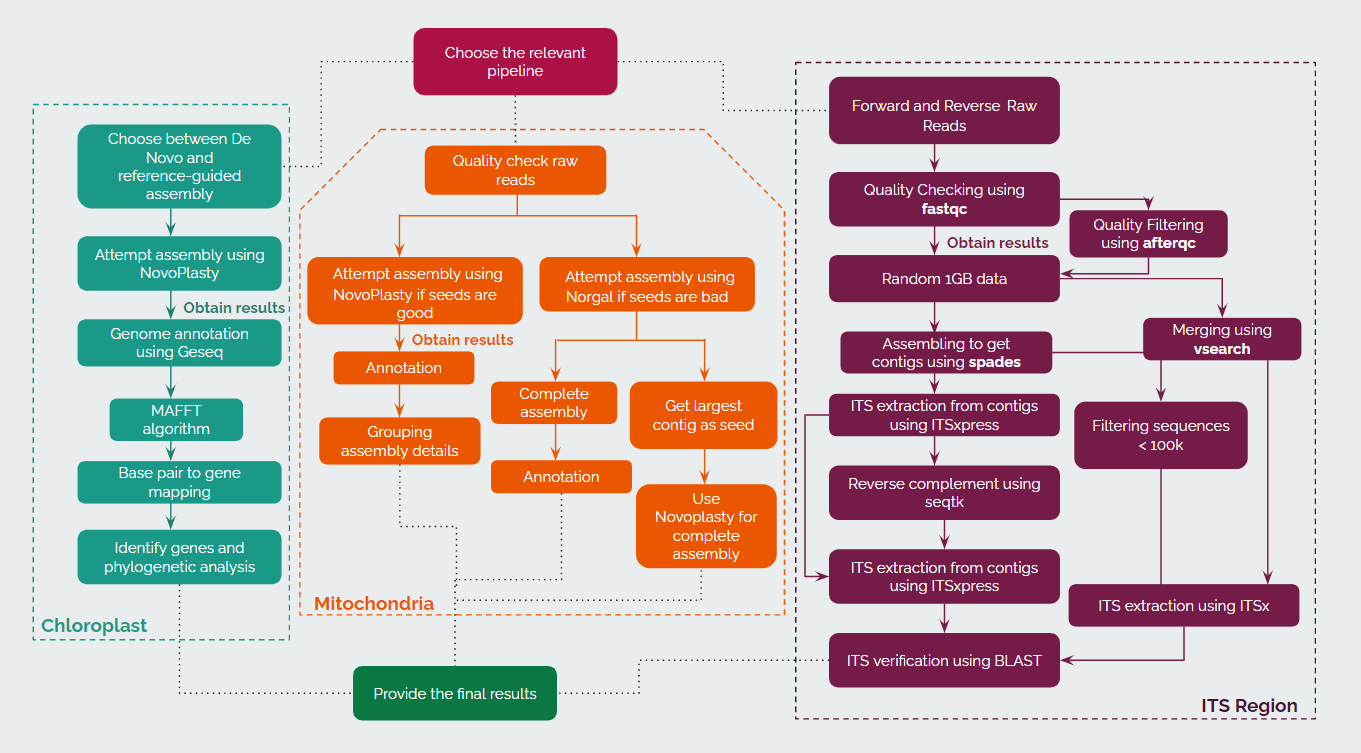 Choose the relevant
pipeline
Choose between De
Novo and
reference-guided
assembly
Attempt assembly using
NovoPlasty
Obtain results
Genome annotation
using Geseq
MAFFT
algorithm
Base pair to gene
mapping
Identify genes and
phylogenetic analysis
Chloroplast
Quality check raw
reads
Attempt assembly using
NovoPlasty if seeds are
good
Attempt assembly using
Norgal if seeds are bad
Obtain results
Annotation
Grouping
assembly details
Complete
assembly
Annotation
Get largest
contig as seed
Use
Novoplasty for
complete
assembly
Mitochondria
Forward and Reverse Raw
Reads
Quality Checking using
fastqc
Quality Filtering
using afterqc
Obtain results
Random 1GB data
Assembling to get
contigs using spades
Merging using
vsearch
ITS extraction from contigs
using ITSxpress
Filtering sequences
< 100k
Reverse complement using
seqtk
ITS extraction from contigs
using ITSxpress
ITS extraction using ITSx
ITS verification using BLAST
ITS Region
Provide the final results